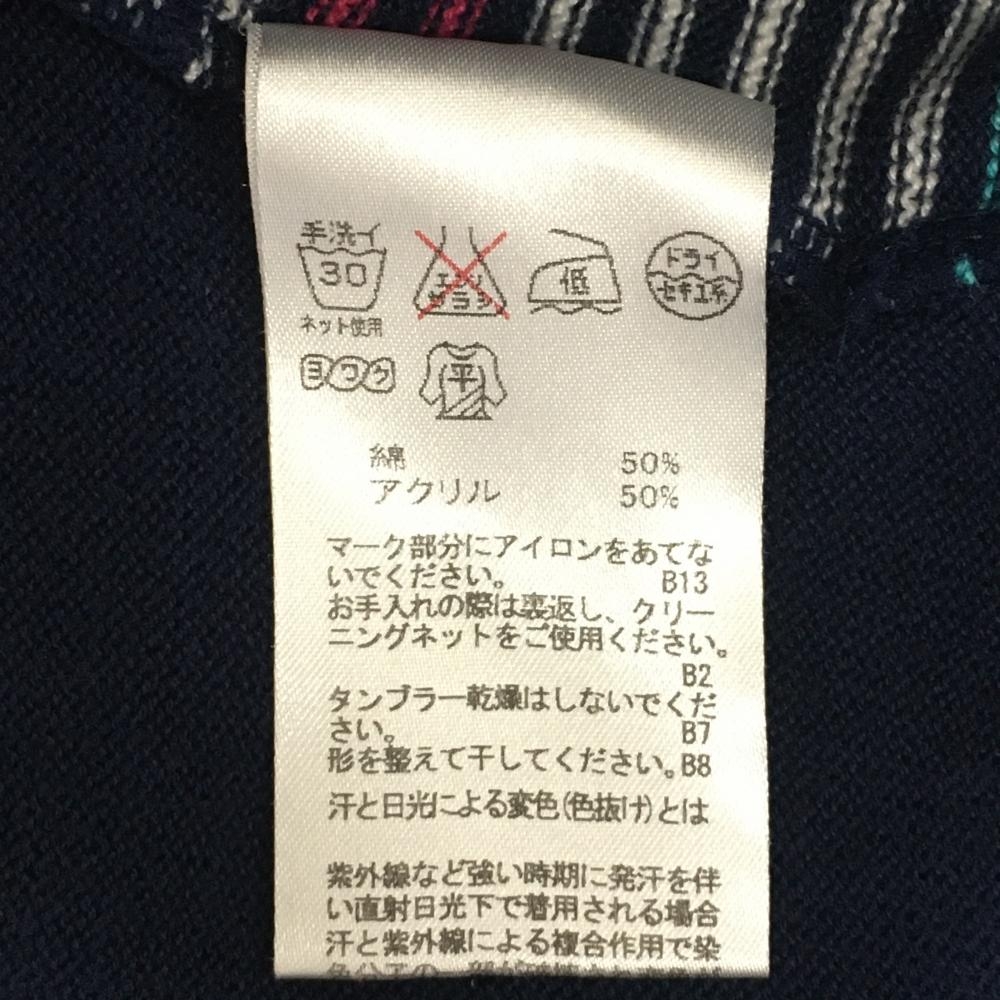 手洗イ
30
エンソ
サラシ
低
ドライ
セキユ系
ネット使用
ヨワク
平
綿 50%
アクリル 50%
マーク部分にアイロンをあてな
いでください。 B13
お手入れの際は裏返し、クリー
ニングネットをご使用ください。
B2
タンブラー乾燥はしないでくだ
さい。 B7
形を整えて干してください。B8
汗と日光による変色(色抜け)とは
紫外線など強い時期に発汗を伴
い直射日光下で着用される場合
汗と紫外線による複合作用で染